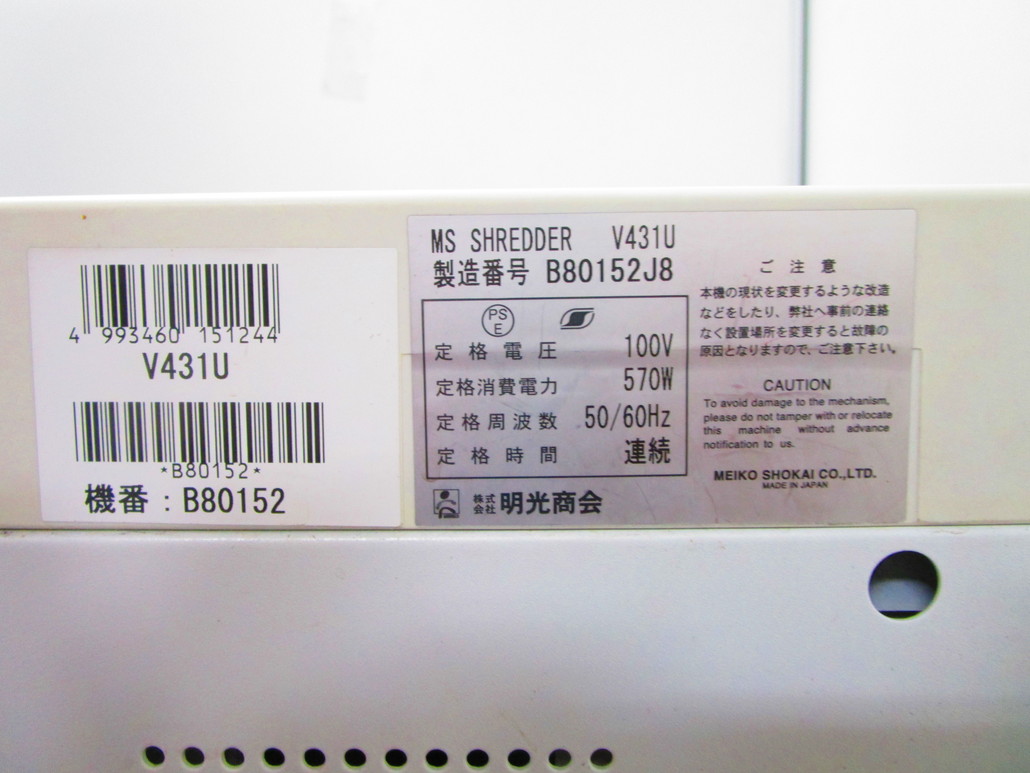 4 993460 151244
V431U
*B80152*
機番:B80152
MS SHREDDER V431U
製造番号 B80152J8
PS
E
定格電圧 100V
定格消費電力 570W
定格周波数 50/60Hz
定格時間 連続
株式
会社 明光商会
ご注意
本機の現状を変更するような改造
などをしたり、弊社へ事前の連絡
なく設置場所を変更すると故障の
原因となりますので、ご注意下さい。
CAUTION
To avoid damage to the mechanism,
please do not tamper with or relocate
this machine without advance
notification to us.
MEIKO SHOKAI CO.,LTD.
MADE IN JAPAN